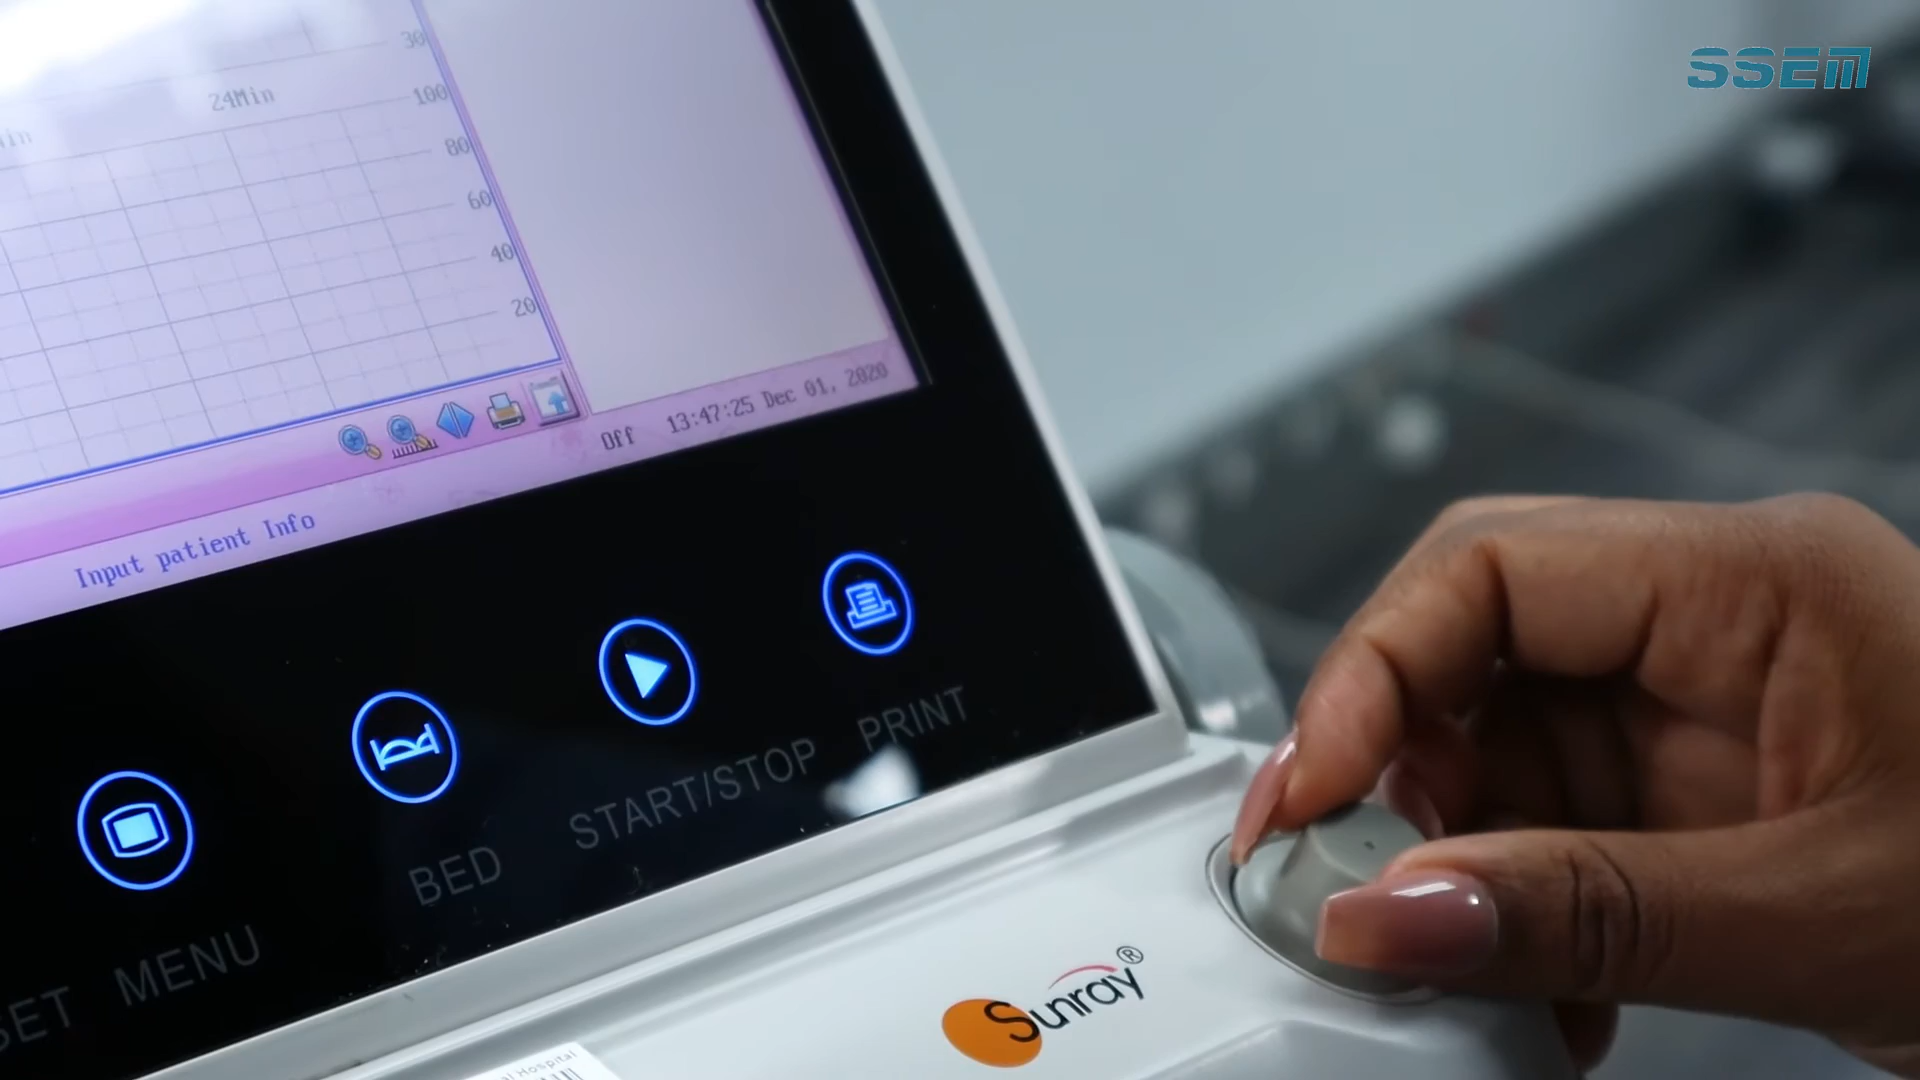 SSEM
30
24Min
100
80
60
40
20
Off 13:47:25 Dec 01, 2020
Input patient Info
PRINT
START/STOP
BED
MENU
Sunray®
Hospital